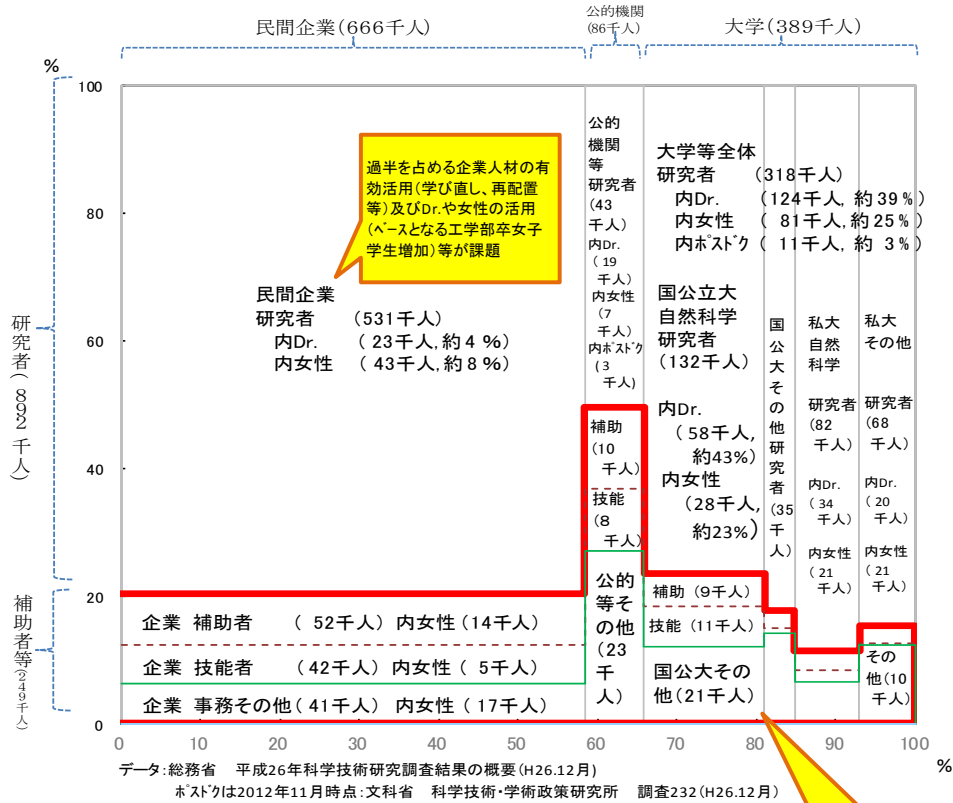 民間企業(666千人)
公的機関
(86千人)
大学(389千人)
%
100
80
60
40
20
0
研究者(892千人)
補助者等(249千人)
過半を占める企業人材の有
効活用(学び直し、再配置
等)及びDr.や女性の活用
(ベースとなる工学部卒女子
学生増加)等が課題
民間企業
研究者 (531千人)
内Dr. ( 23千人, 約4 %)
内女性 ( 43千人, 約8 %)
公的
機関
等
研究者
(43
千人)
内Dr.
( 19
千人)
内女性
(7
千人)
内ポスドク
(3
千人)
補助
(10
千人)
技能
(8
千人)
公的
等そ
の他
(23
千
人)
大学等全体
研究者 (318千人)
内Dr. (124千人, 約39%)
内女性 ( 81千人, 約25%)
内ポスドク ( 11千人, 約 3%)
国公立大
自然科学
研究者
(132千人)
内Dr.
( 58千人,
約43%)
内女性
(28千人,
約23%)
補助 (9千人)
技能 (11千人)
国公大その
他(21千人)
国公大その他研究者(35千人)
私大
自然
科学
研究者
(82
千人)
内Dr.
( 34
千人)
内女性
( 21
千人)
私大
その他
研究者
(68
千人)
内Dr.
( 20
千人)
内女性
( 21
千人)
その
他(10
千人)
企業 補助者 ( 52千人) 内女性(14千人)
企業 技能者 (42千人) 内女性( 5千人)
企業 事務その他( 41千人) 内女性 ( 17千人)
0 10 20 30 40 50 60 70 80 90 100
%
データ:総務省 平成26年科学技術研究調査結果の概要(H26.12月)
ポスドクは2012年11月時点:文科省 科学技術・学術政策研究所 調査232(H26.12月)